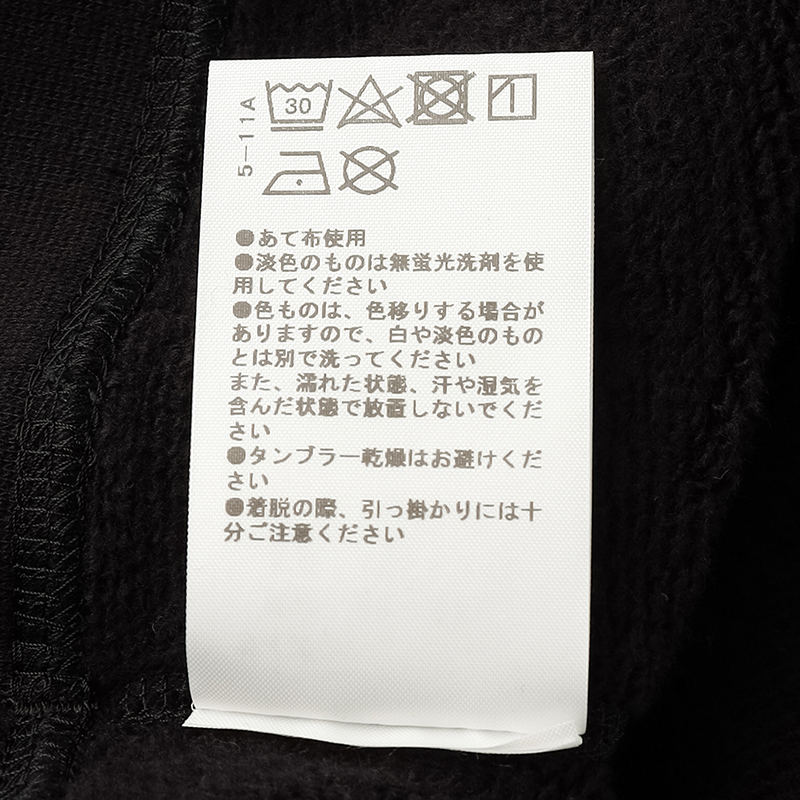 5-11A
30
●あて布使用
●淡色のものは無蛍光洗剤を使
用してください
●色ものは、色移りする場合が
ありますので、白や淡色のもの
とは別で洗ってください
また、濡れた状態、汗や湿気を
含んだ状態で放置しないでくだ
さい
●タンブラー乾燥はお避けくだ
さい
●着脱の際、引っ掛かりには十
分ご注意ください